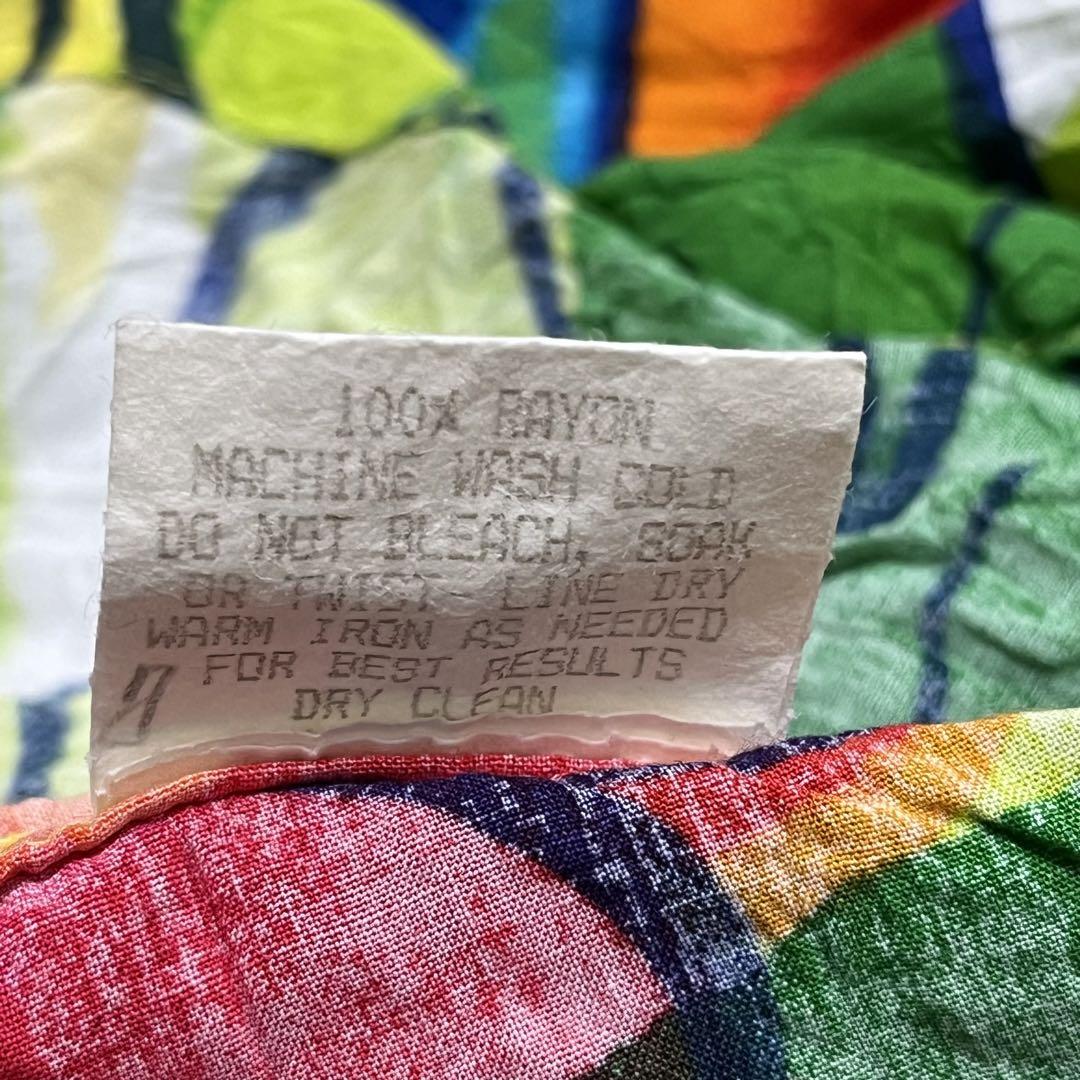 100% RAYON
MACHINE WASH COLD
DO NOT BLEACH, SOAK
OR TWIST LINE DRY
WARM IRON AS NEEDED
FOR BEST RESULTS
DRY CLEAN